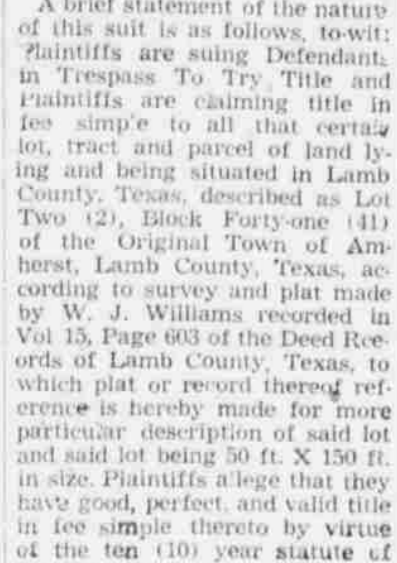 A brief statement of the nature
of this suit is as follows, to-wit:
Plaintiffs are suing Defendants
in Trespass To Try Title and
Plaintiffs are claiming title in
fee simple to all that certain
lot, tract and parcel of land ly-
ing and being situated in Lamb
County, Texas, described as Lot
Two (2), Block Forty-one (41)
of the Original Town of Am-
herst, Lamb County, Texas, ac-
cording to survey and plat made
by W. J. Williams recorded in
Vol 15, Page 603 of the Deed Rec-
ords of Lamb County, Texas, to
which plat or record thereof ref-
erence is hereby made for more
particular description of said lot
and said lot being 50 ft. X 150 ft.
in size. Plaintiffs allege that they
have good, perfect, and valid title
in fee simple thereto by virtue
of the ten (10) year statute of